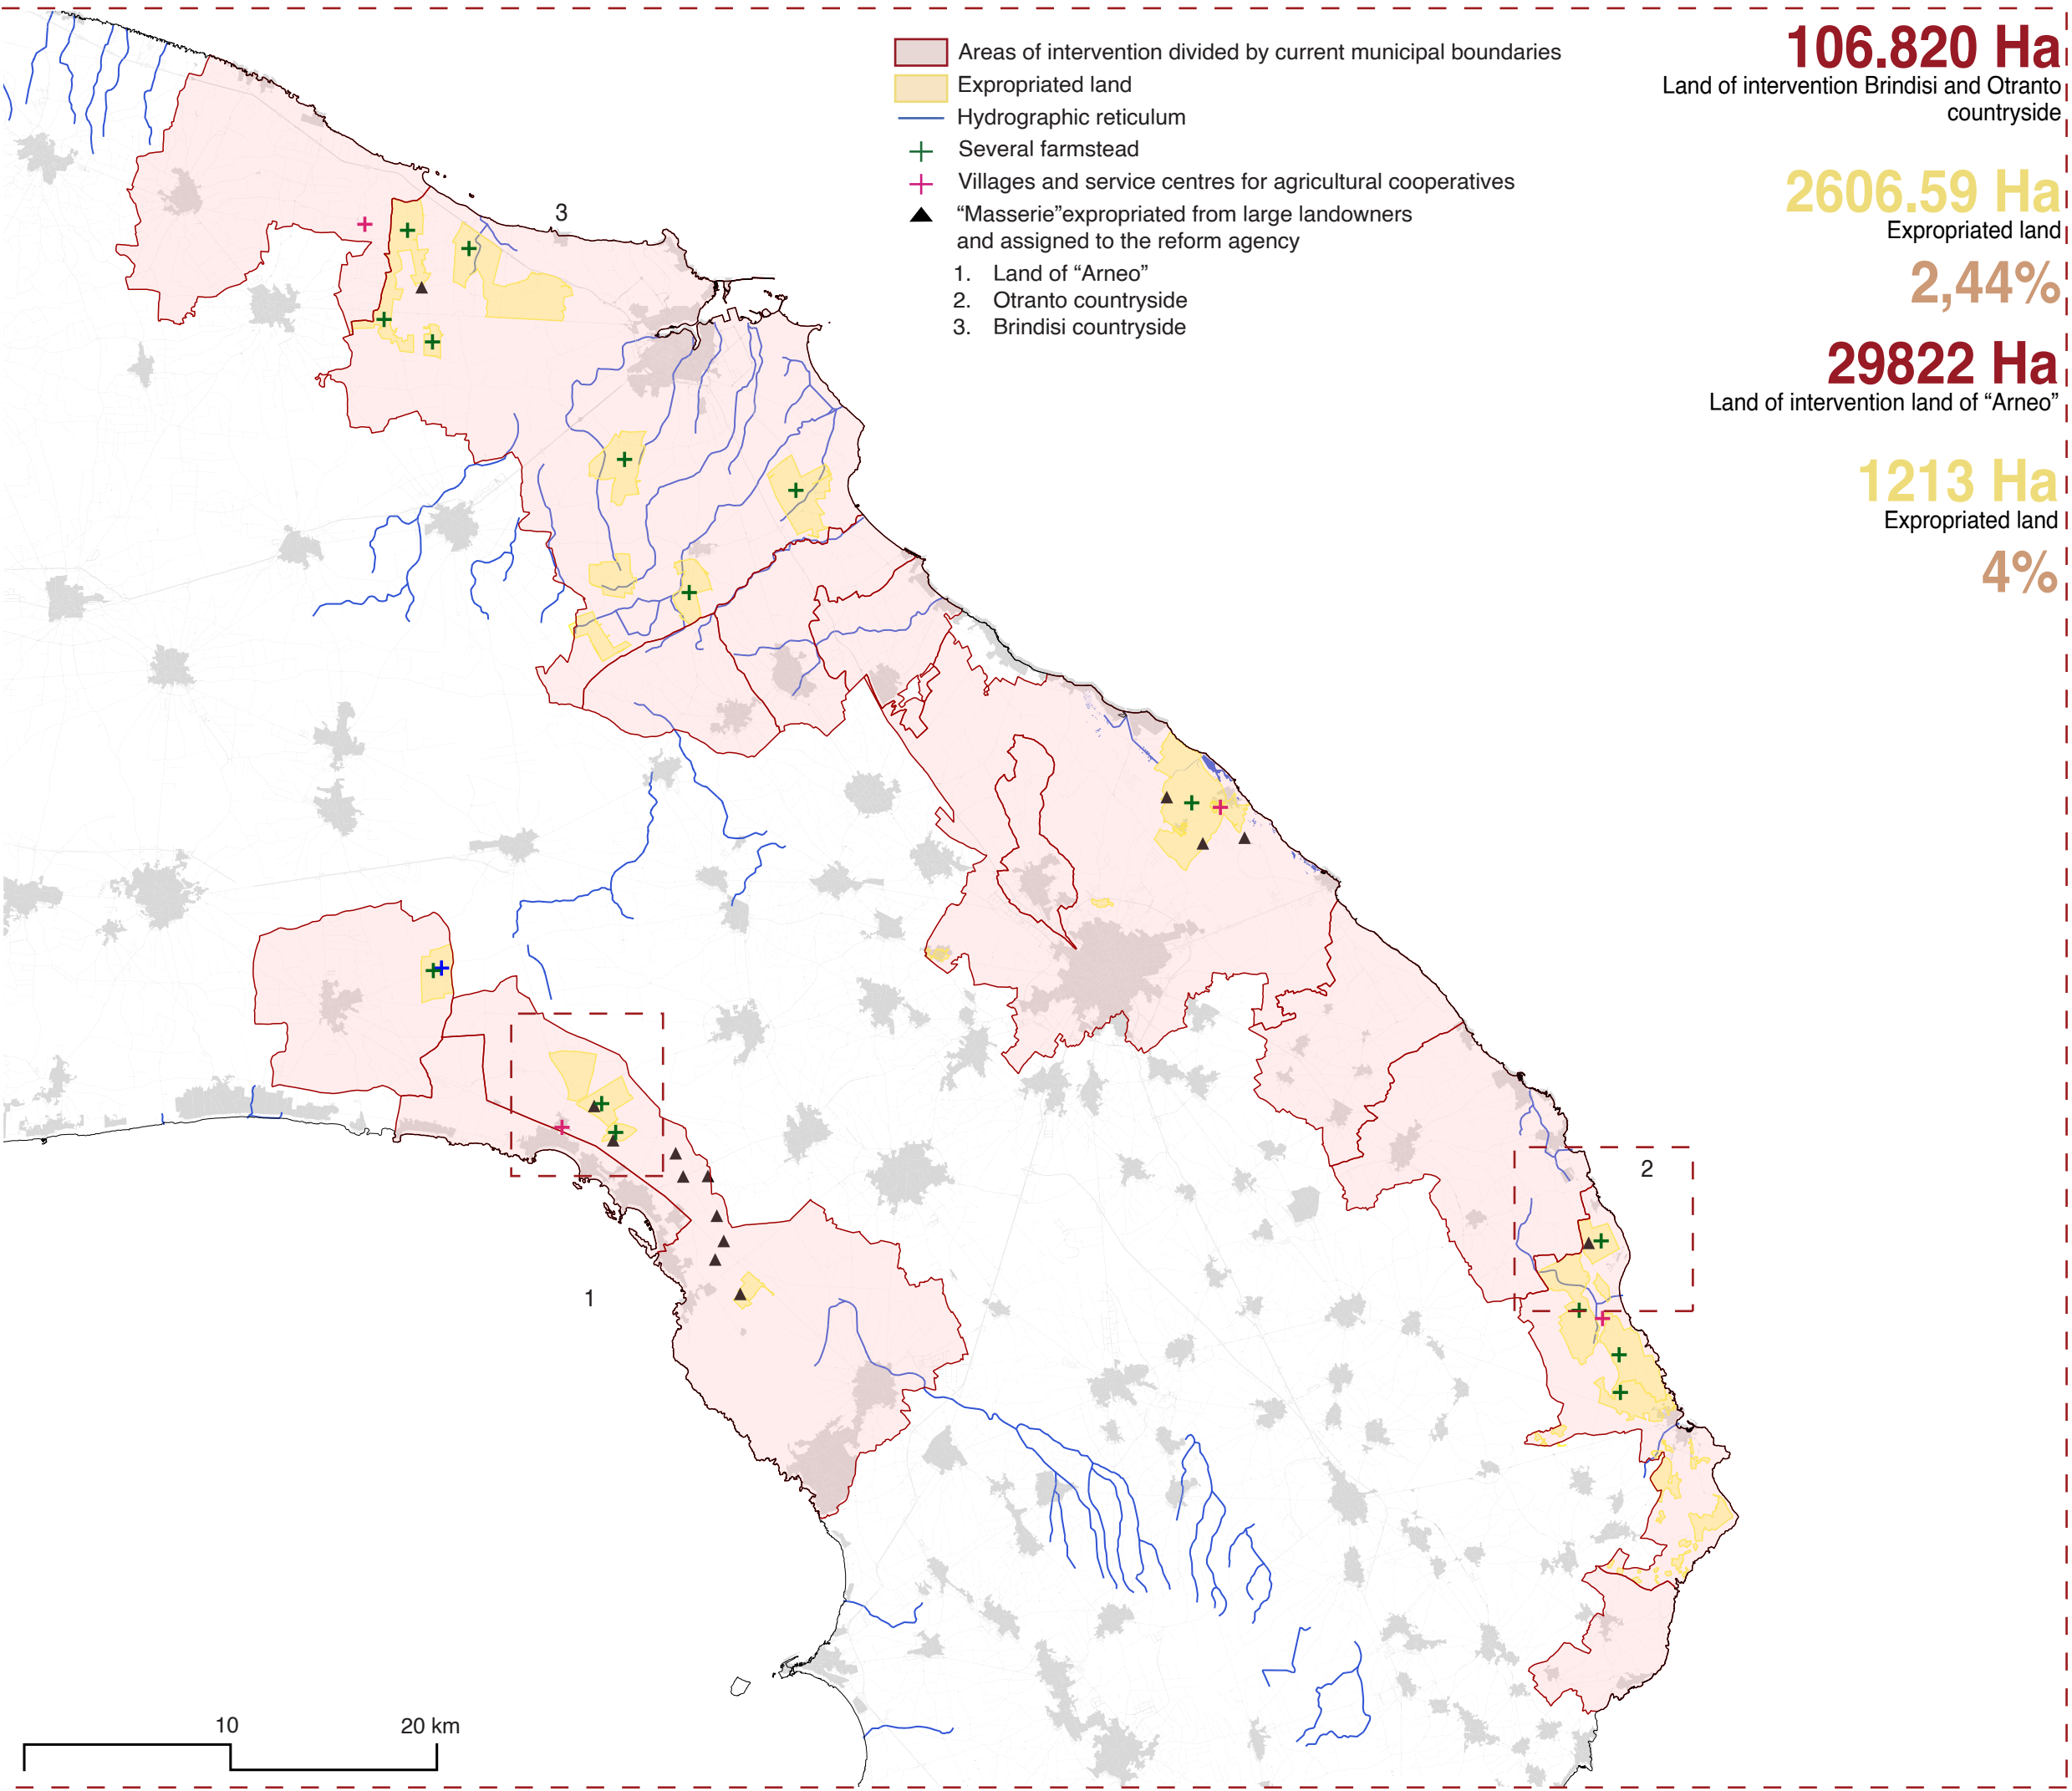 Areas of intervention divided by current municipal boundaries
Expropriated land
Hydrographic reticulum
Several farmstead
Villages and service centres for agricultural cooperatives
“Masserie”expropriated from large landowners
and assigned to the reform agency
1. Land of “Arneo”
2. Otranto countryside
3. Brindisi countryside
106.820 Ha
Land of intervention Brindisi and Otranto
countryside
2606.59 Ha
Expropriated land
2,44%
29822 Ha
Land of intervention land of “Arneo”
1213 Ha
Expropriated land
4%
3
2
1
10
20 km